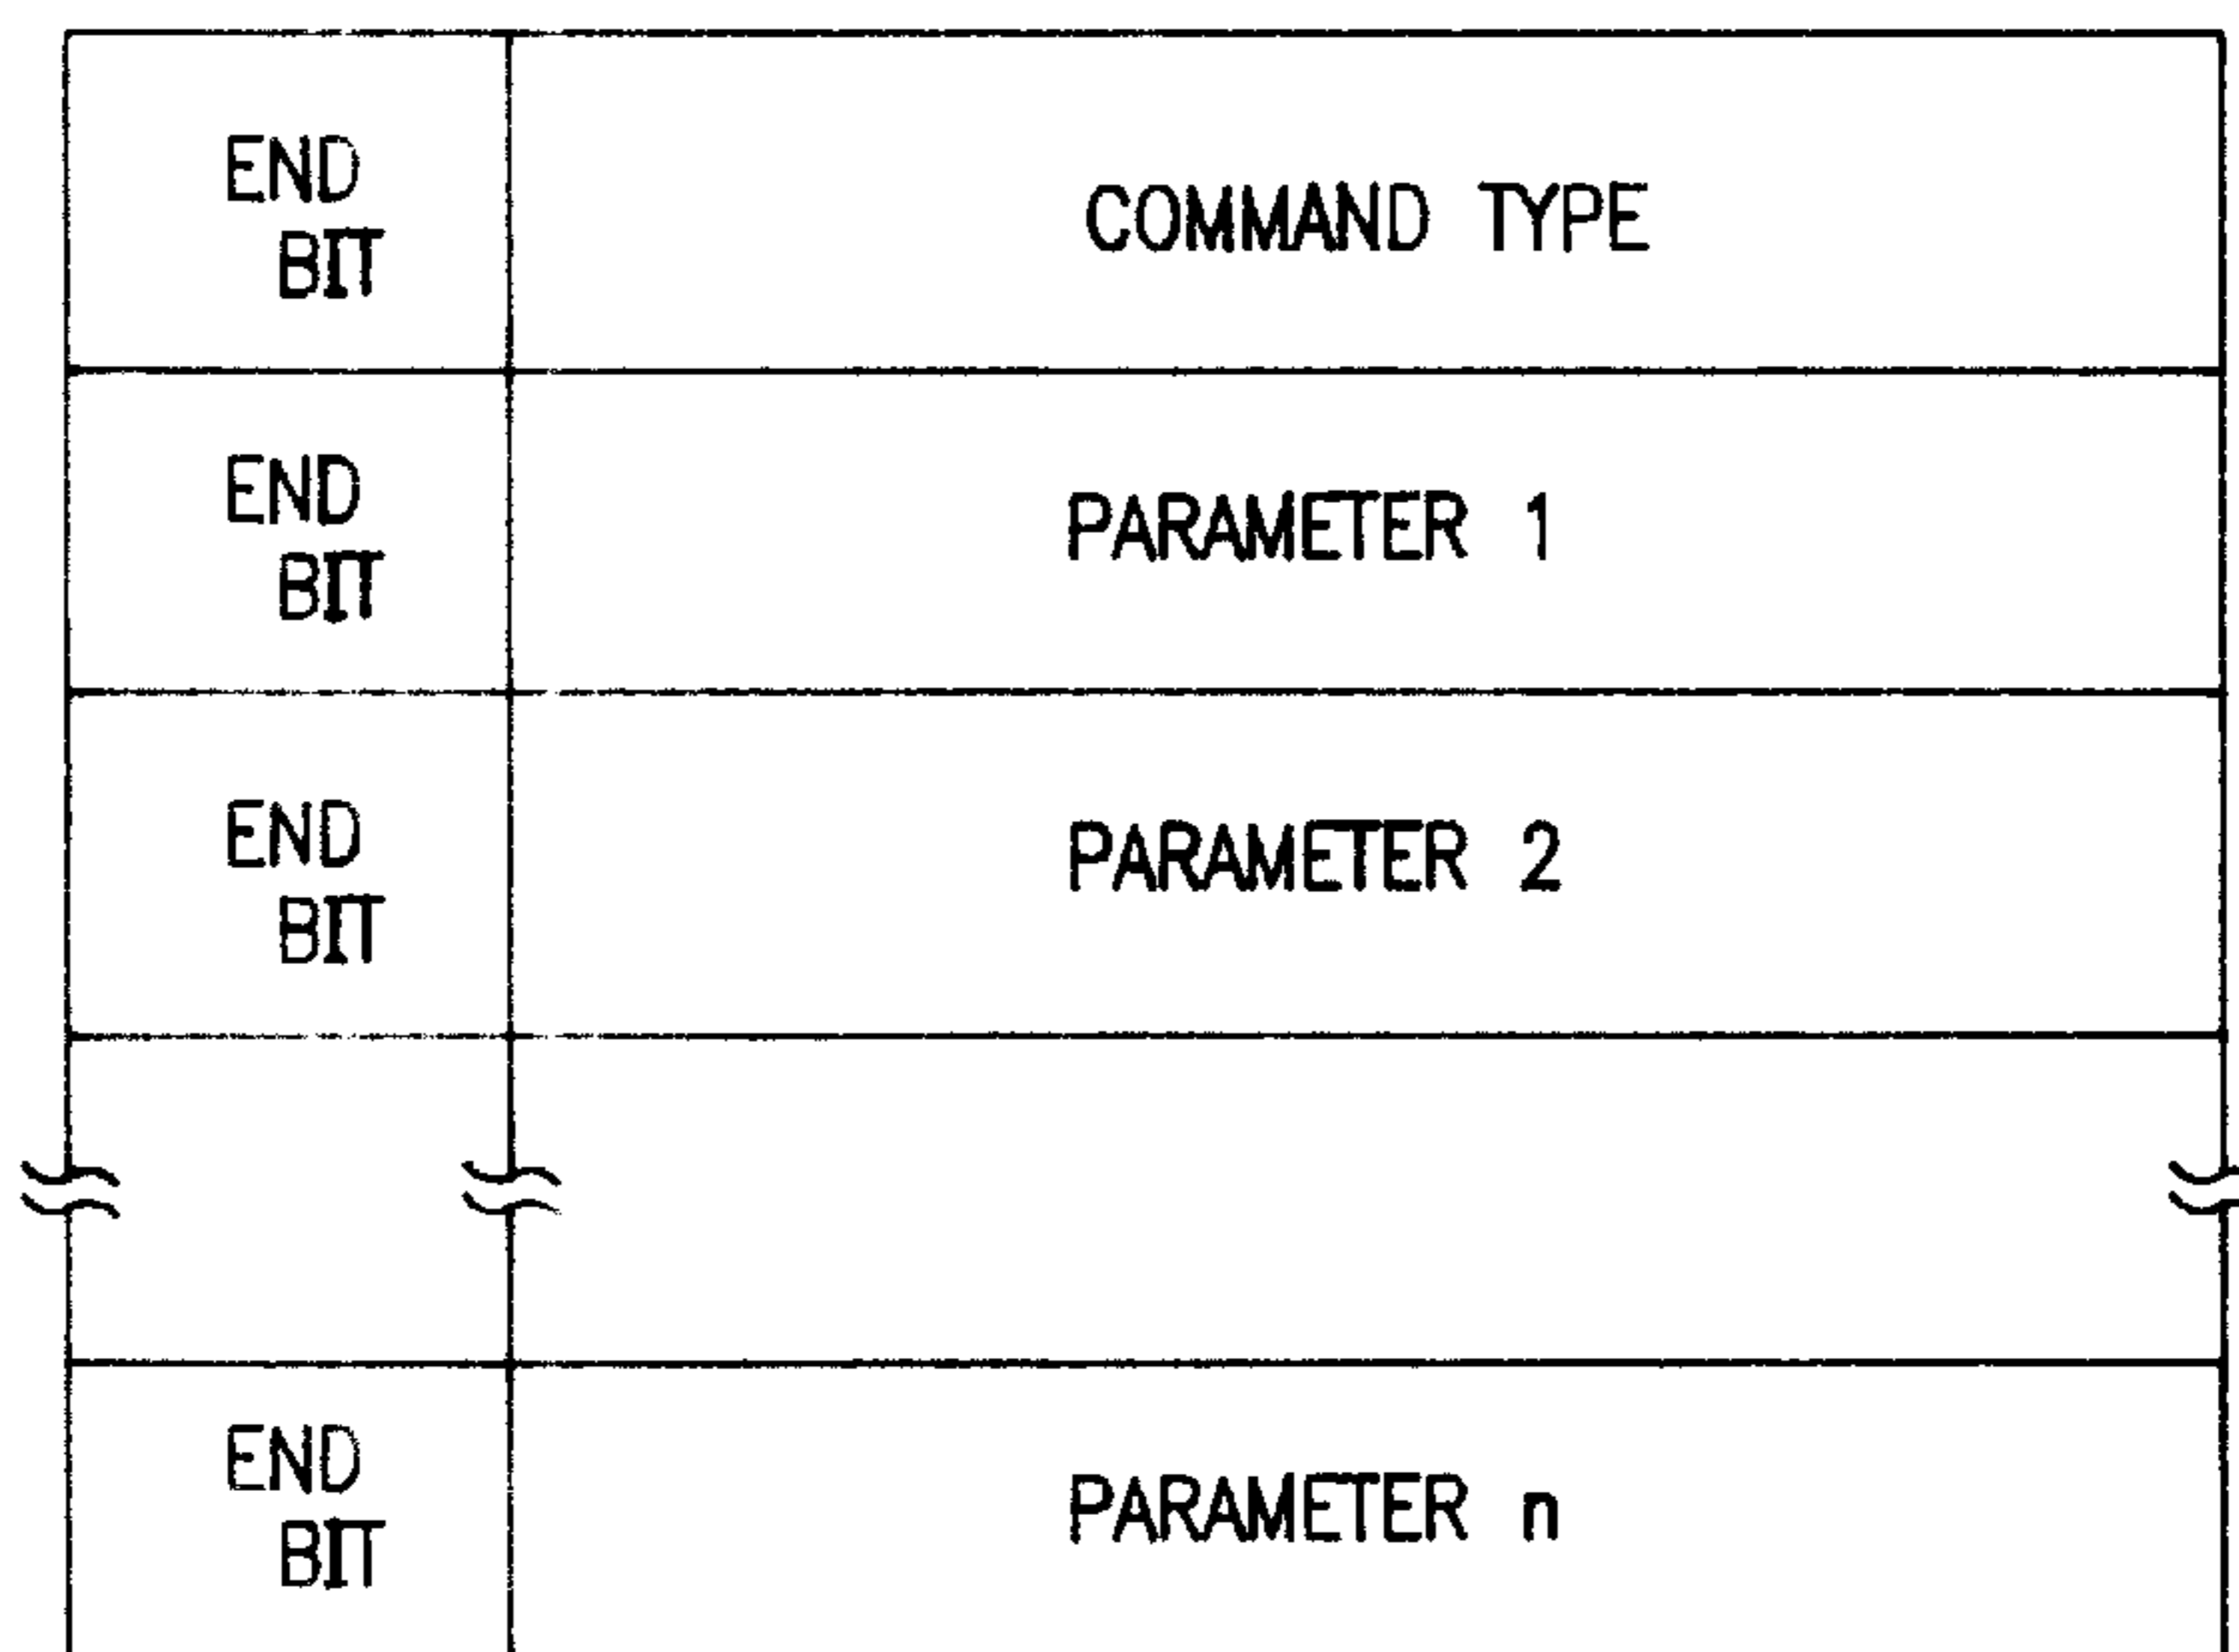 END
BIT
COMMAND TYPE
END
BIT
PARAMETER 1
END
BIT
PARAMETER 2
END
BIT
PARAMETER n